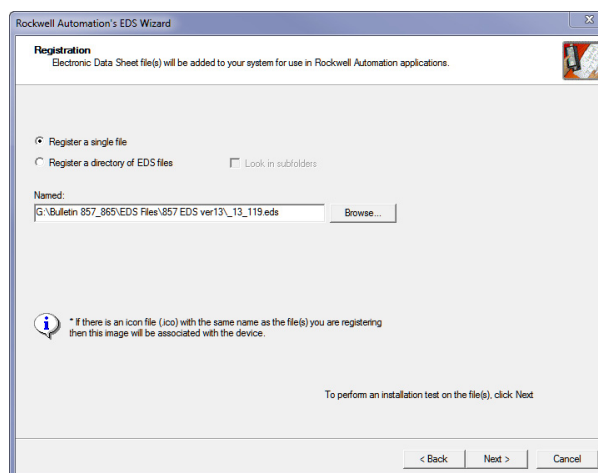 Rockwell Automation's EDS Wizard
Registration
Electronic Data Sheet file(s) will be added to your system for use in Rockwell Automation applications.
Register a single file
Register a directory of EDS files
Look in subfolders
Named:
G:\Bulletin 857_865\EDS Files\857 EDS ver13\_13_119.eds
Browse...
* If there is an icon file (.ico) with the same name as the file(s) you are registering
then this image will be associated with the device.
To perform an installation test on the file(s), click Next
< Back
Next >
Cancel